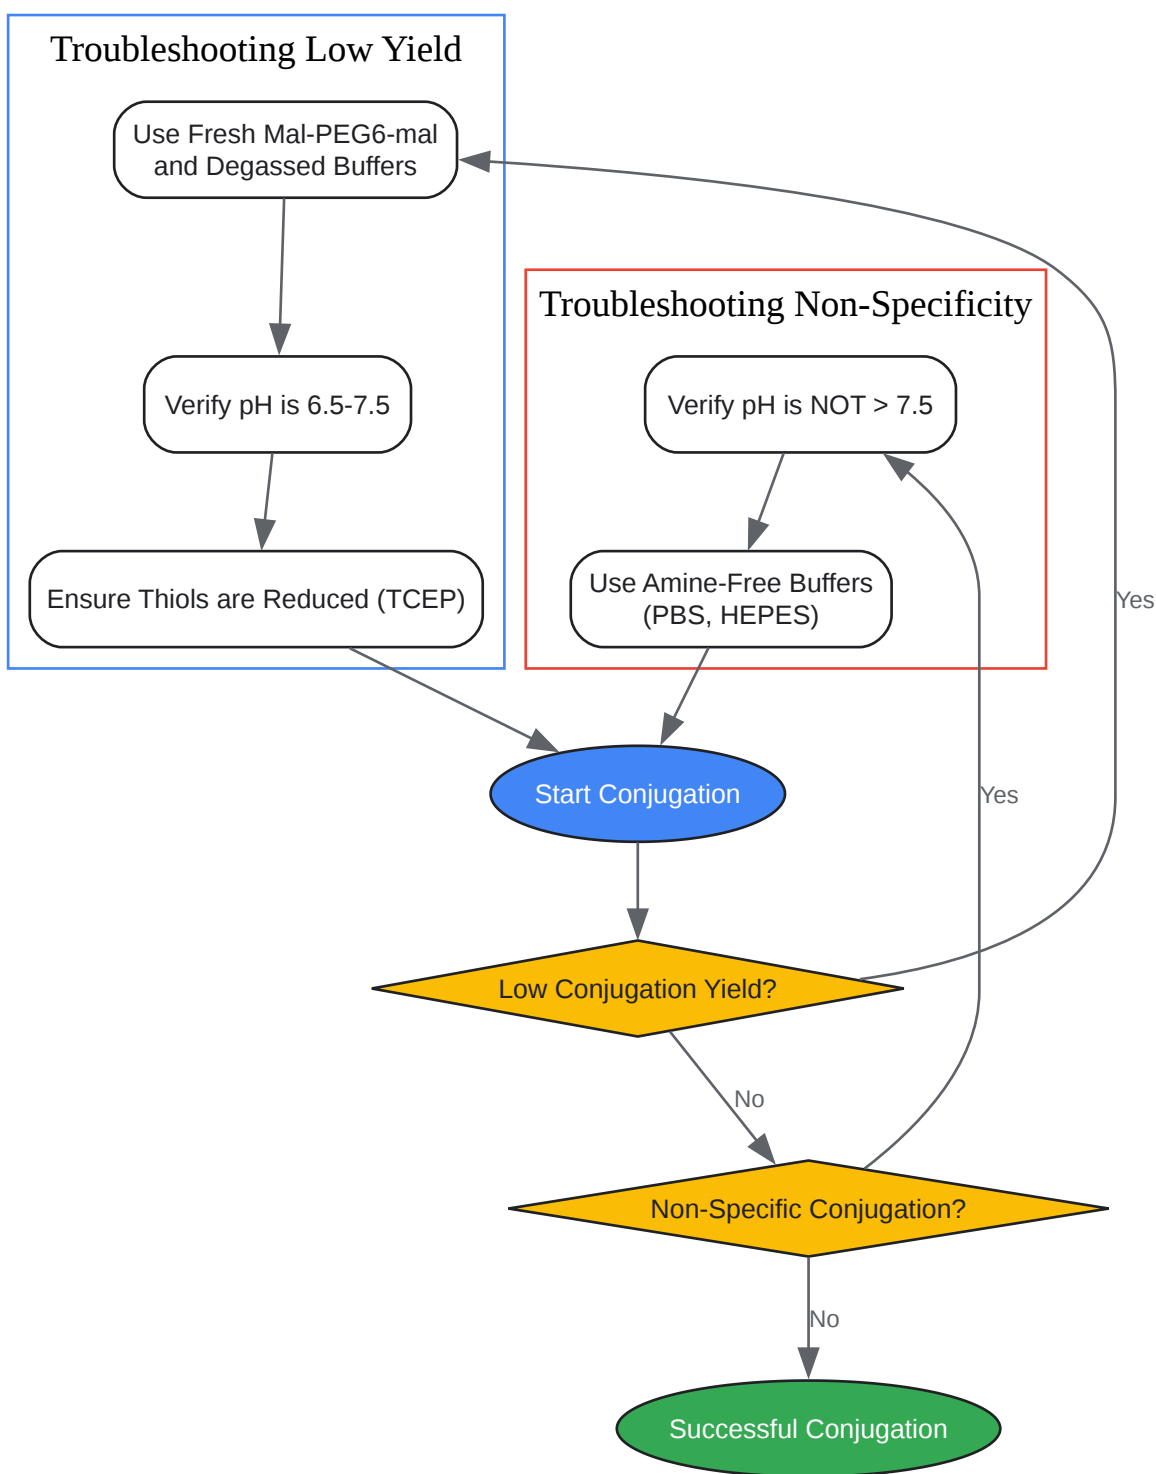 Troubleshooting Low Yield
Use Fresh Mal-PEG6-mal
and Degassed Buffers
Verify pH is 6.5-7.5
Ensure Thiols are Reduced (TCEP)
Troubleshooting Non-Specificity
Verify pH is NOT > 7.5
Use Amine-Free Buffers
(PBS, HEPES)
Yes
Start Conjugation
Yes
Low Conjugation Yield?
No
Non-Specific Conjugation?
No
Successful Conjugation